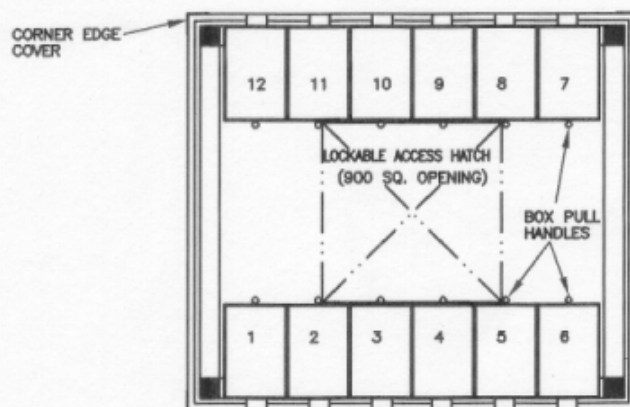 CORNER EDGE
COVER
12 11 10 9 8 7
LOCKABLE ACCESS HATCH
(900 SQ. OPENING)
BOX PULL
HANDLES
1 2 3 4 5 6